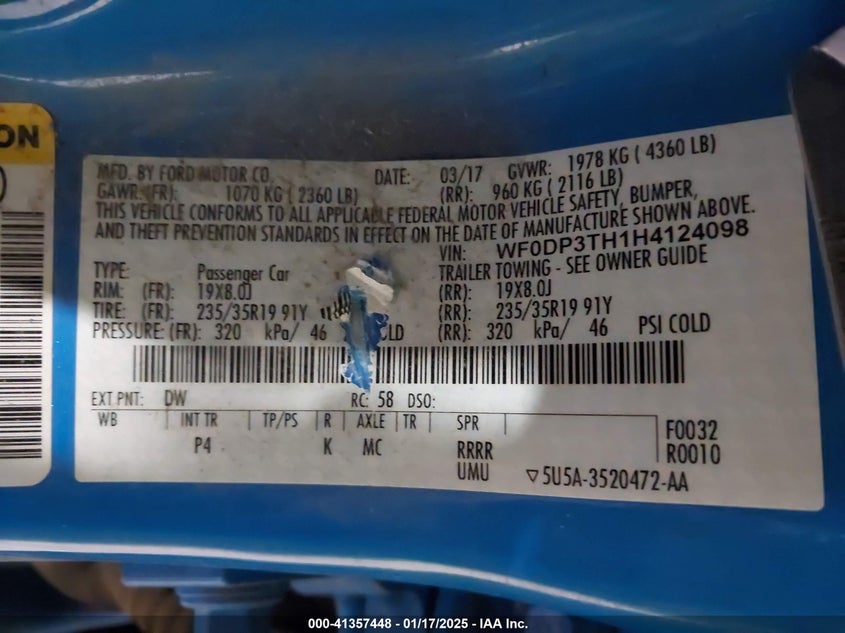 ON
)
MFD. BY FORD MOTOR CO. DATE: 03/17 GVWR: 1978 KG ( 4360 LB)
GAWR: (FR): 1070 KG ( 2360 LB) (RR): 960 KG ( 2116 LB)
THIS VEHICLE CONFORMS TO ALL APPLICABLE FEDERAL MOTOR VEHICLE SAFETY, BUMPER,
AND THEFT PREVENTION STANDARDS IN EFFECT ON THE DATE OF MANUFACTURE SHOWN ABOVE.
VIN: WF0DP3TH1H4124098
TYPE: Passenger Car TRAILER TOWING - SEE OWNER GUIDE
RIM: (FR): 19X8.0J (RR): 19X8.0J
TIRE: (FR): 235/35R19 91Y (RR): 235/35R19 91Y
PRESSURE: (FR): 320 kPa/ 46 COLD (RR): 320 kPa/ 46 PSI COLD
EXT PNT: DW RC: 58 DSO:
WB INT TR TP/PS R AXLE TR SPR F0032
P4 K MC RRRR R0010
UMU ▽5U5A-3520472-AA
000-41357448 - 01/17/2025 - IAA Inc.